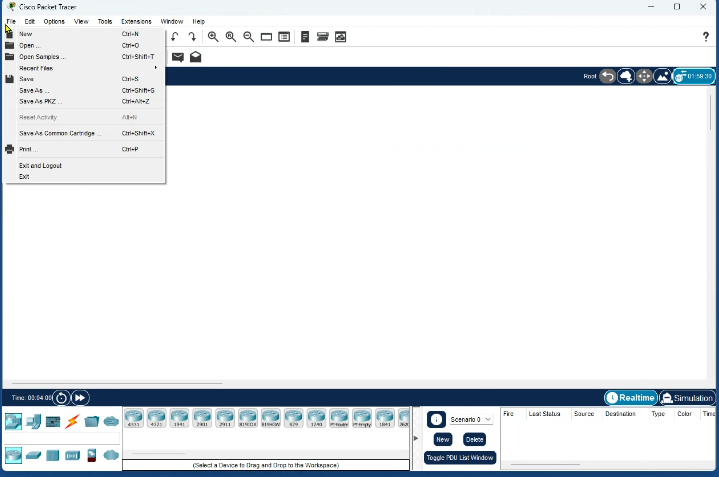 Cisco Packet Tracer
File Edit Options View Tools Extensions Window Help
New Ctrl+N
Open ... Ctrl+O
Open Samples ... Ctrl+Shift+T
Recent Files
Save Ctrl+S
Save As ... Ctrl+Shift+G
Save As PKZ ... Ctrl+Alt+Z
Reset Activity Alt+N
Save As Common Cartridge ... Ctrl+Shift+X
Print ... Ctrl+P
Exit and Logout
Exit
Root 01:59:30
Time: 00:04:00
Realtime Simulation
4331 4321 1941 2901 2911 819IOX 819HGW 829 1240 PT-Router PT-Empty 1841
Scenario 0
New Delete
Toggle PDU List Window
Fire Last Status Source Destination Type Color Time
(Select a Device to Drag and Drop to the Workspace)